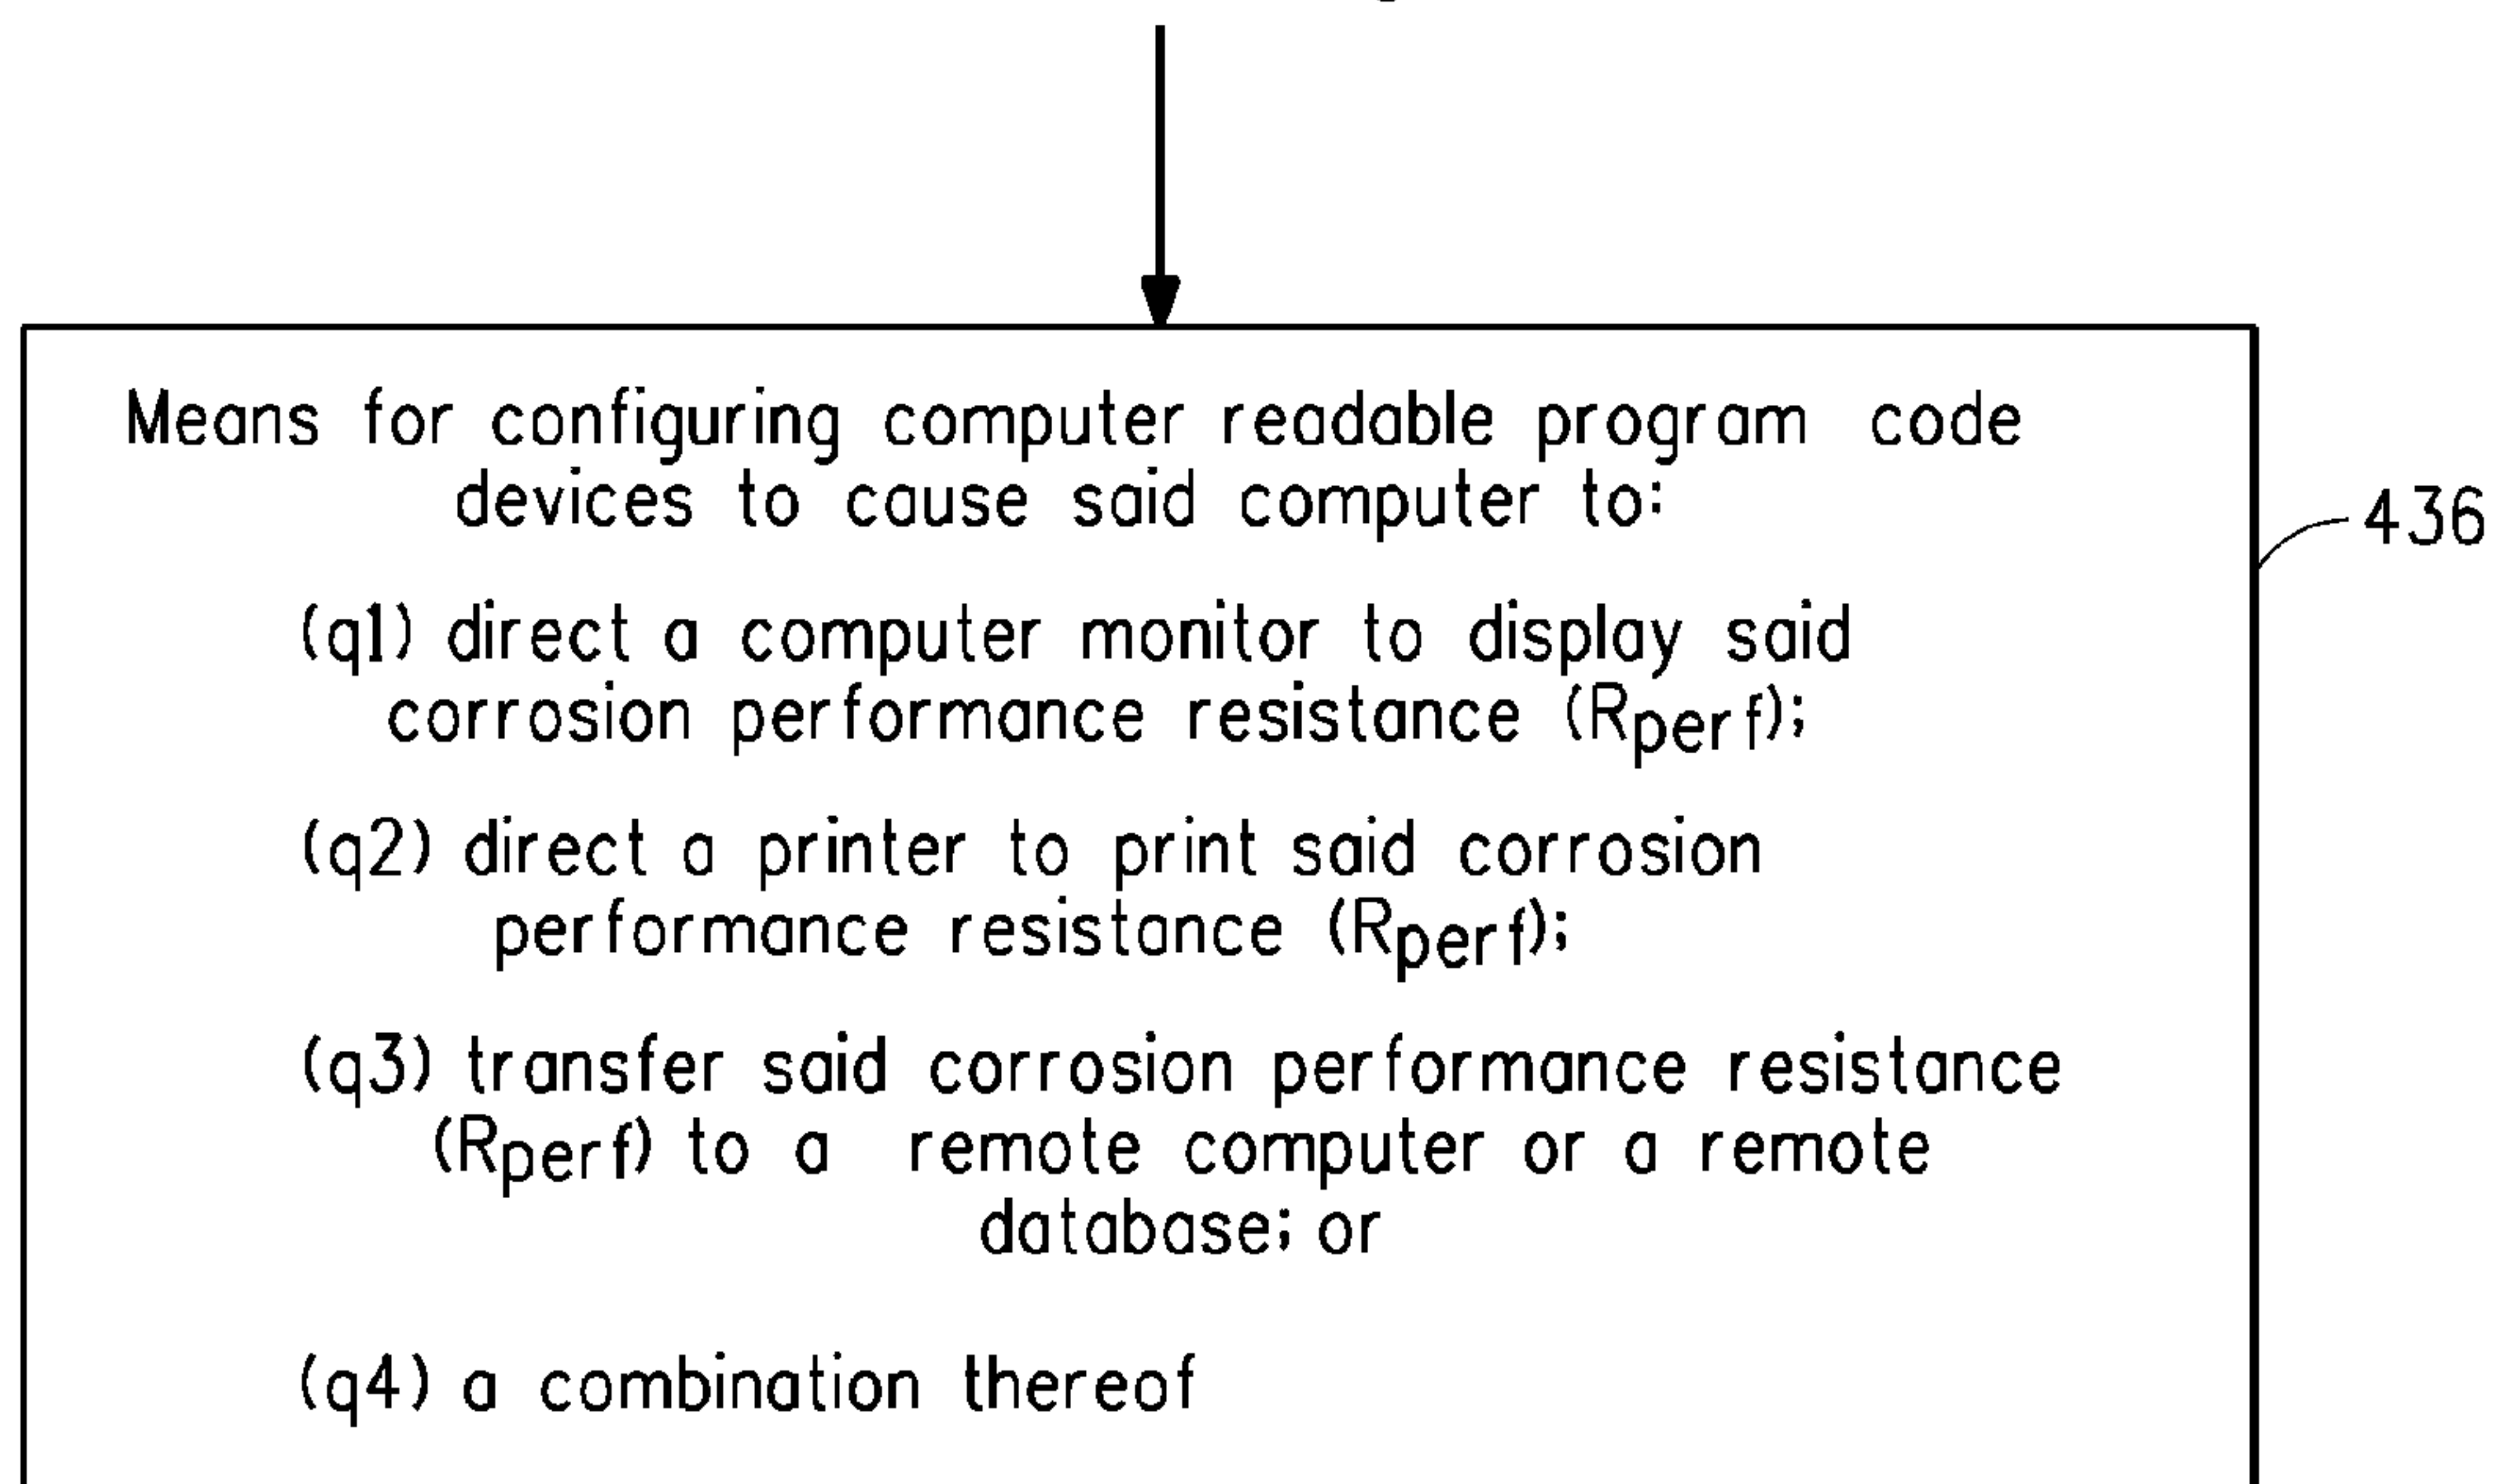 Means for configuring computer readable program code
devices to cause said computer to:
436
(q1) direct a computer monitor to display said
corrosion performance resistance (Rperf);
(q2) direct a printer to print said corrosion
performance resistance (Rperf);
(q3) transfer said corrosion performance resistance
(Rperf) to a remote computer or a remote
database; or
(q4) a combination thereof